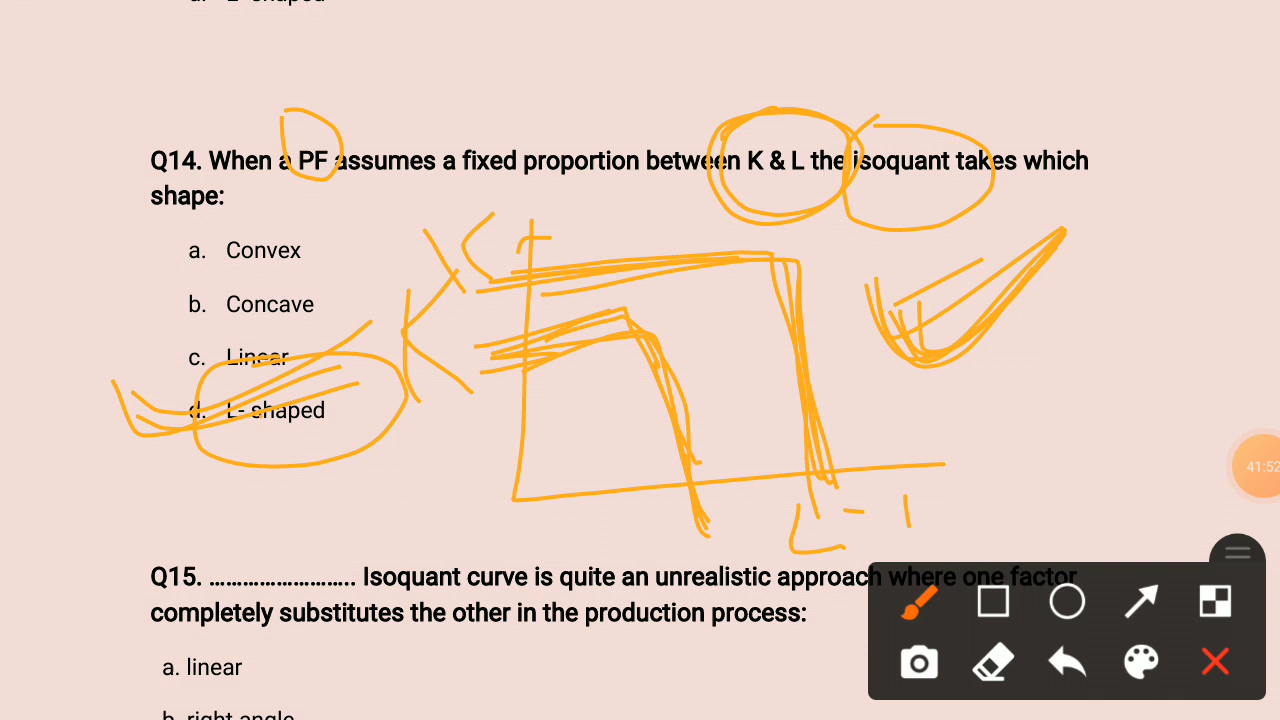 Q14. When a PF assumes a fixed proportion between K & L the isoquant takes which
shape:
a. Convex
b. Concave
c. Linear
d. L- shaped
K
K
L - 1
41:52
Q15. ........................... Isoquant curve is quite an unrealistic approach where one factor
completely substitutes the other in the production process:
a. linear
b. right angle